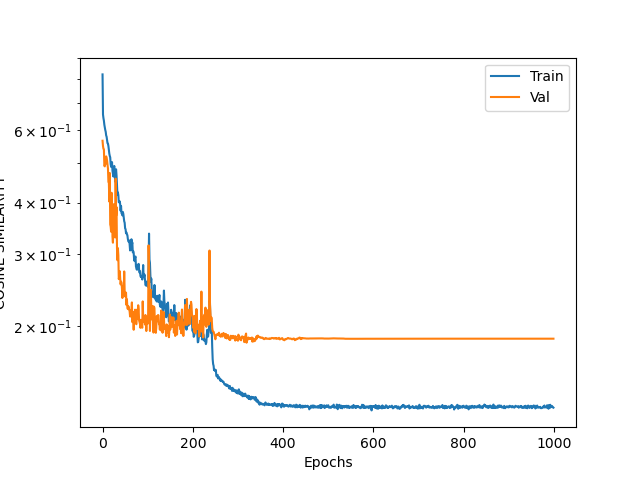 Train
Val
6 × 10⁻¹
4 × 10⁻¹
3 × 10⁻¹
2 × 10⁻¹
COSINE SIMILARITY
0
200
400
600
800
1000
Epochs